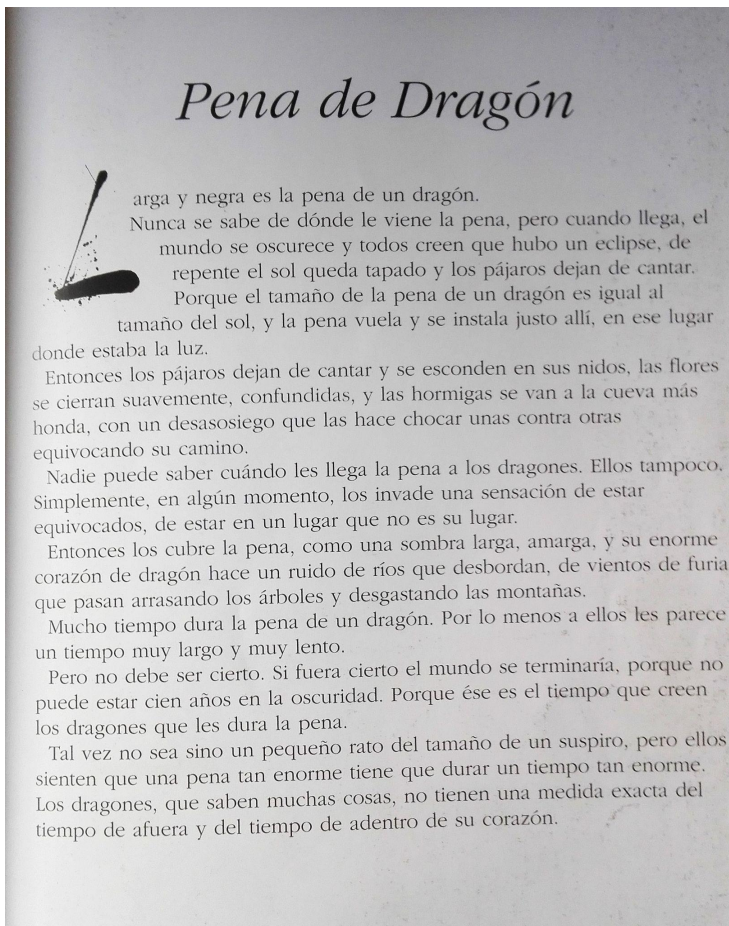 Pena de Dragón
Larga y negra es la pena de un dragón.
Nunca se sabe de dónde le viene la pena, pero cuando llega, el
mundo se oscurece y todos creen que hubo un eclipse, de
repente el sol queda tapado y los pájaros dejan de cantar.
Porque el tamaño de la pena de un dragón es igual al
tamaño del sol, y la pena vuela y se instala justo allí, en ese lugar
donde estaba la luz.
Entonces los pájaros dejan de cantar y se esconden en sus nidos, las flores
se cierran suavemente, confundidas, y las hormigas se van a la cueva más
honda, con un desasosiego que las hace chocar unas contra otras
equivocando su camino.
Nadie puede saber cuándo les llega la pena a los dragones. Ellos tampoco.
Simplemente, en algún momento, los invade una sensación de estar
equivocados, de estar en un lugar que no es su lugar.
Entonces los cubre la pena, como una sombra larga, amarga, y su enorme
corazón de dragón hace un ruido de ríos que desbordan, de vientos de furia
que pasan arrasando los árboles y desgastando las montañas.
Mucho tiempo dura la pena de un dragón. Por lo menos a ellos les parece
un tiempo muy largo y muy lento.
Pero no debe ser cierto. Si fuera cierto el mundo se terminaría, porque no
puede estar cien años en la oscuridad. Porque ése es el tiempo que creen
los dragones que les dura la pena.
Tal vez no sea sino un pequeño rato del tamaño de un suspiro, pero ellos
sienten que una pena tan enorme tiene que durar un tiempo tan enorme.
Los dragones, que saben muchas cosas, no tienen una medida exacta del
tiempo de afuera y del tiempo de adentro de su corazón.